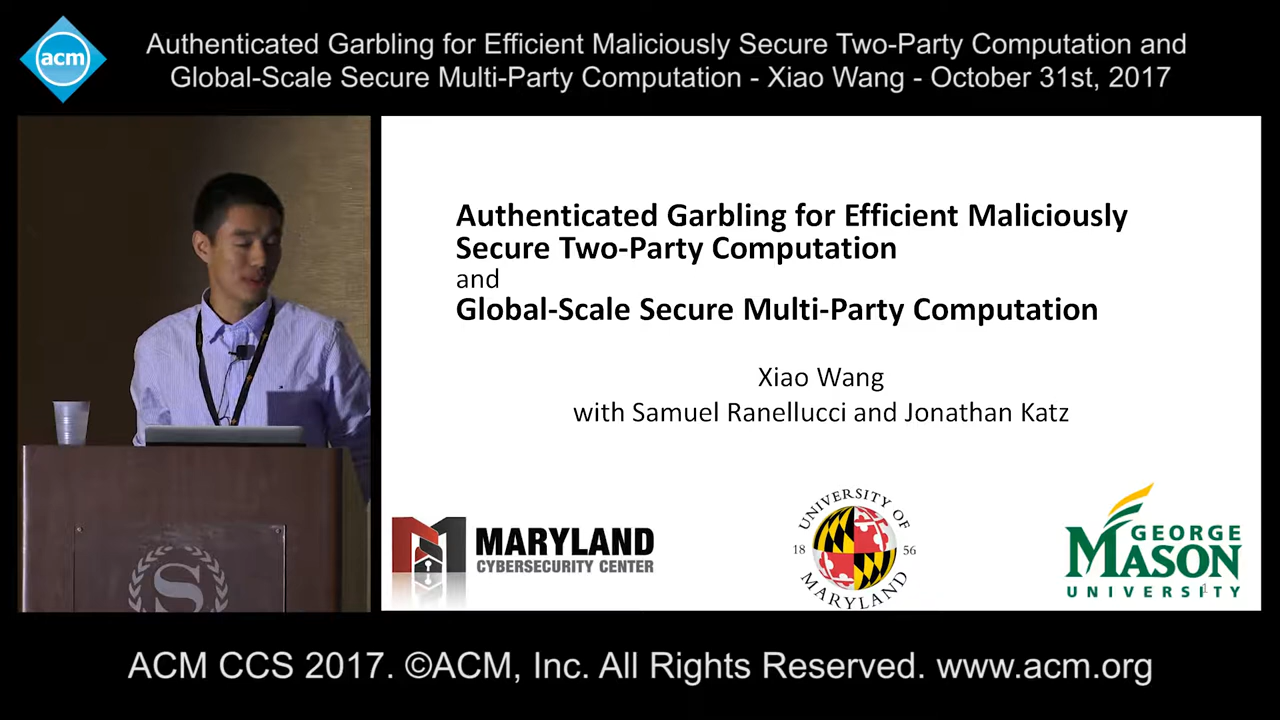 acm
Authenticated Garbling for Efficient Maliciously Secure Two-Party Computation and
Global-Scale Secure Multi-Party Computation - Xiao Wang - October 31st, 2017
Authenticated Garbling for Efficient Maliciously
Secure Two-Party Computation
and
Global-Scale Secure Multi-Party Computation
Xiao Wang
with Samuel Ranellucci and Jonathan Katz
MARYLAND
CYBERSECURITY CENTER
UNIVERSITY OF
18 56
MARYLAND
GEORGE
MASON
UNIVERSITY
1
S
ACM CCS 2017. ©ACM, Inc. All Rights Reserved. www.acm.org